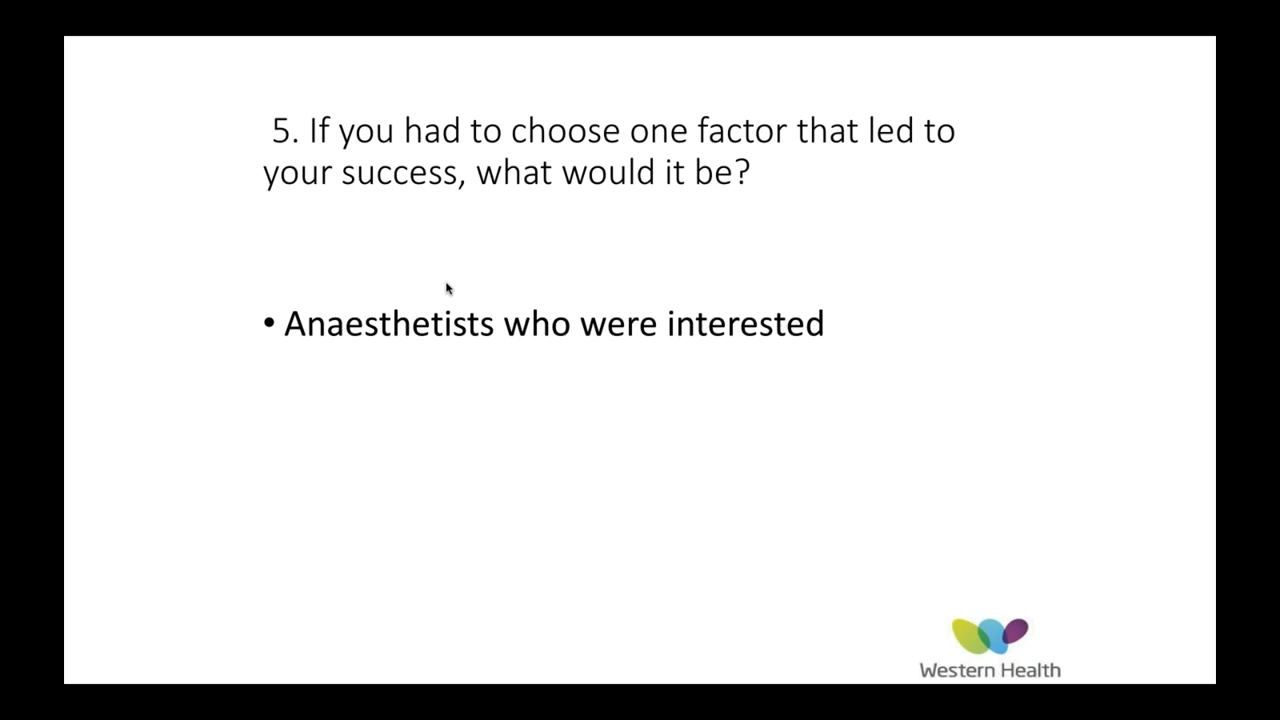 5. If you had to choose one factor that led to
your success, what would it be?
• Anaesthetists who were interested
Western Health